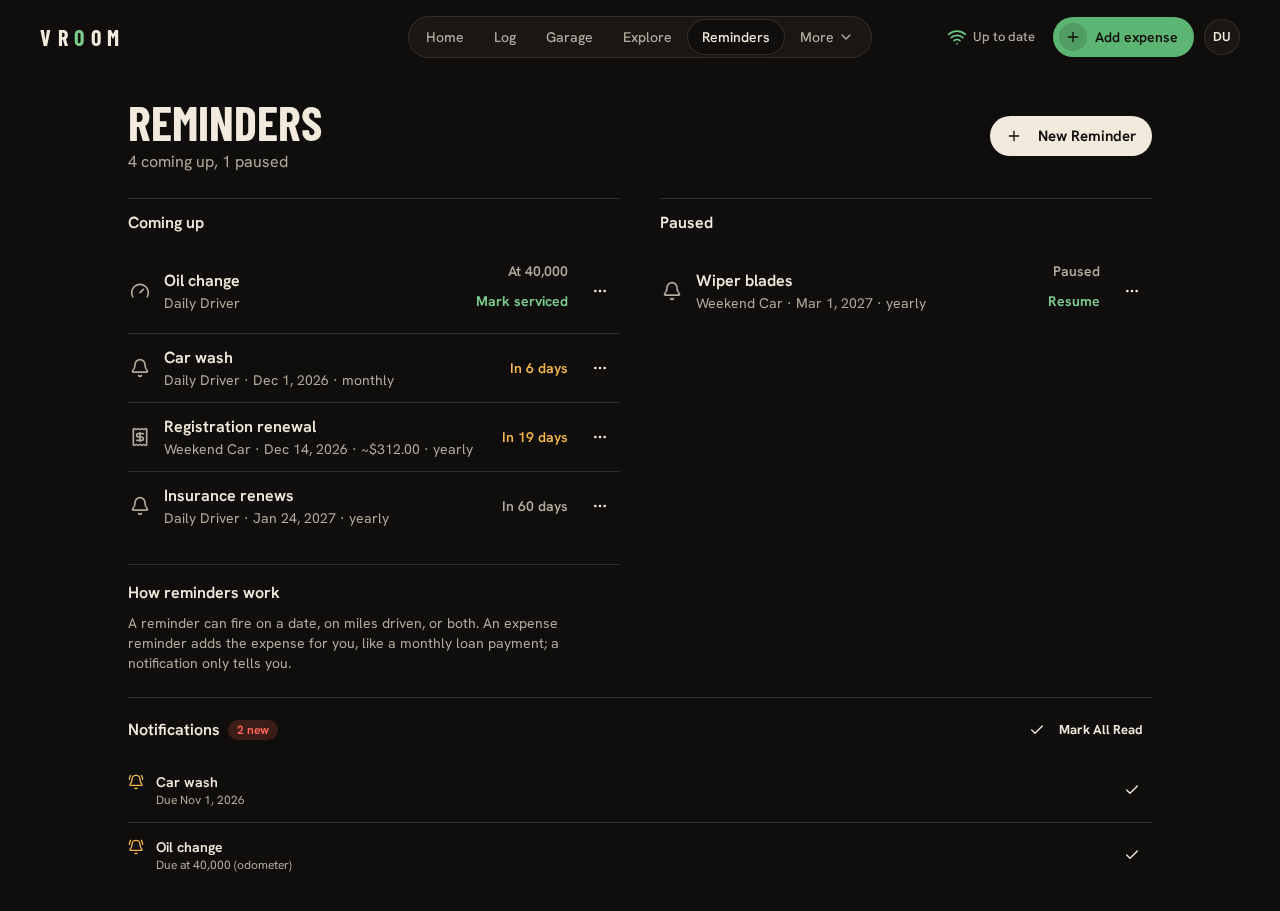 VROOM
Home
Log
Garage
Explore
Reminders
More
Up to date
Add expense
DU
REMINDERS
4 coming up, 1 paused
New Reminder
Coming up
Oil change
Daily Driver
At 40,000
Mark serviced
Car wash
Daily Driver · Dec 1, 2026 · monthly
In 6 days
Registration renewal
Weekend Car · Dec 14, 2026 · ~$312.00 · yearly
In 19 days
Insurance renews
Daily Driver · Jan 24, 2027 · yearly
In 60 days
Paused
Wiper blades
Weekend Car · Mar 1, 2027 · yearly
Paused
Resume
How reminders work
A reminder can fire on a date, on miles driven, or both. An expense
reminder adds the expense for you, like a monthly loan payment; a
notification only tells you.
Notifications
2 new
Mark All Read
Car wash
Due Nov 1, 2026
Oil change
Due at 40,000 (odometer)